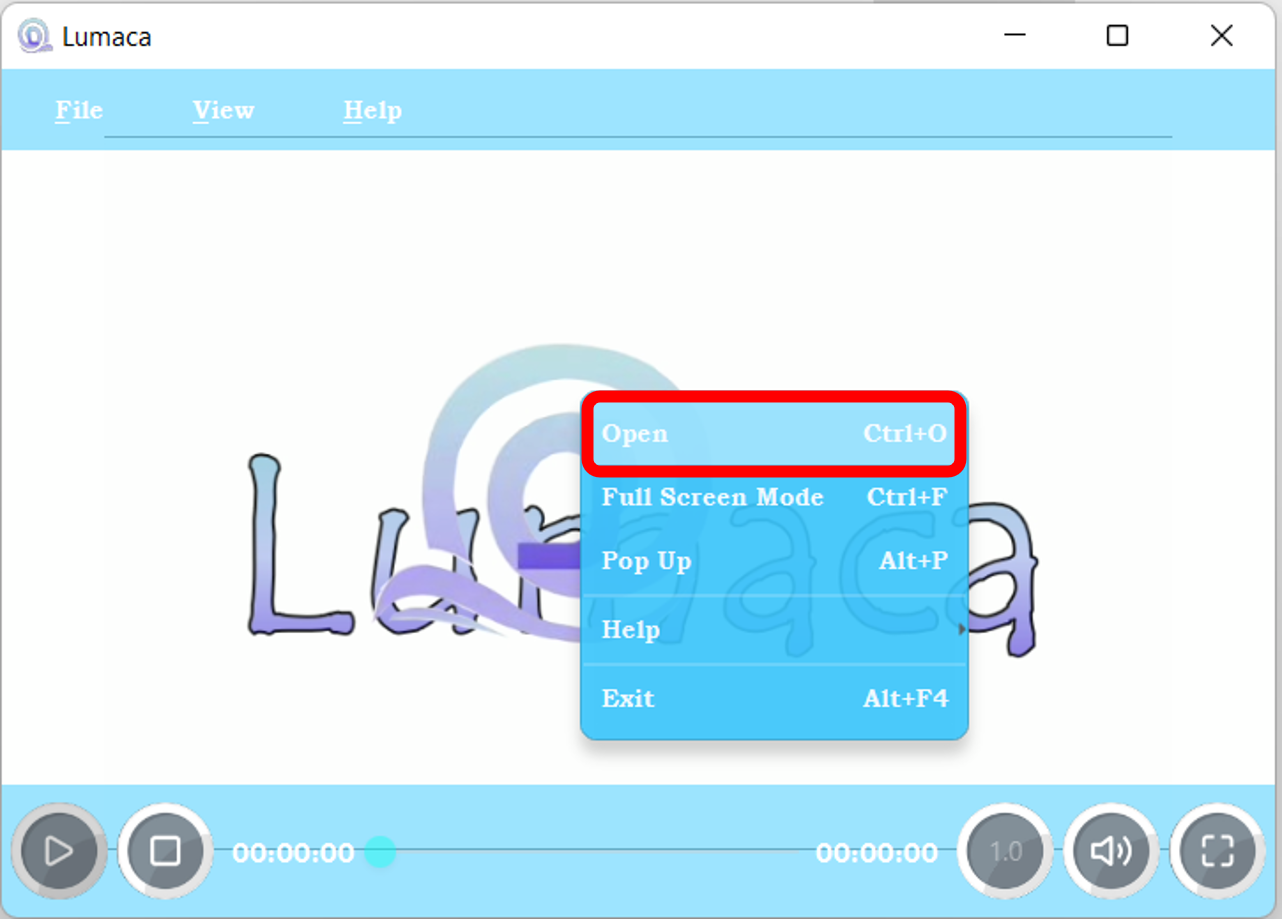 Lumaca
File View Help
Lumaca
Open Ctrl+O
Full Screen Mode Ctrl+F
Pop Up Alt+P
Help
Exit Alt+F4
00:00:00 00:00:00 1.0